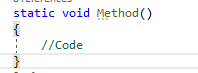 static void Method()
{
//Code
}